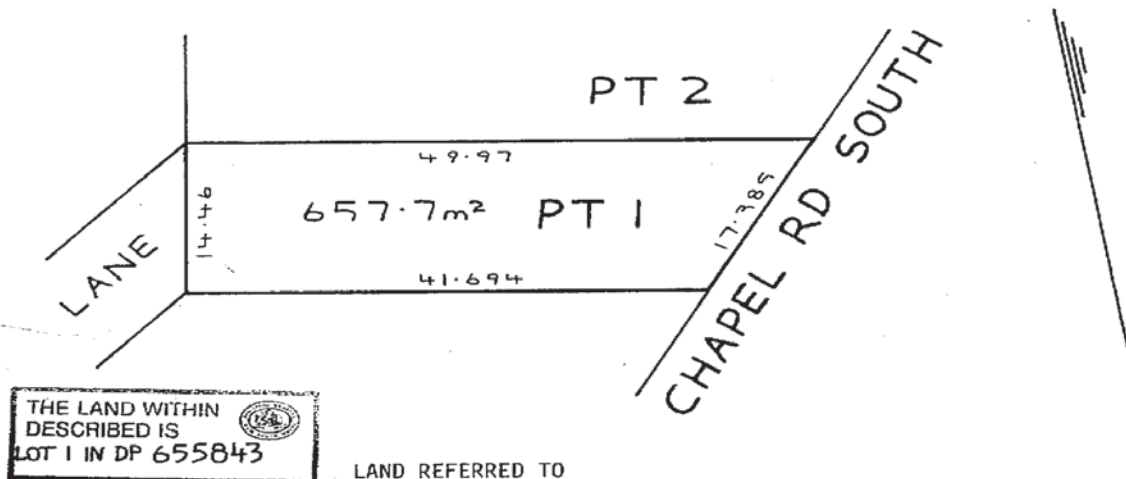 PT 2
CHAPEL RD SOUTH
49.97
14.46
657.7m²
PT 1
17.385
41.694
LANE
THE LAND WITHIN
DESCRIBED IS
LOT 1 IN DP 655843
LAND REFERRED TO